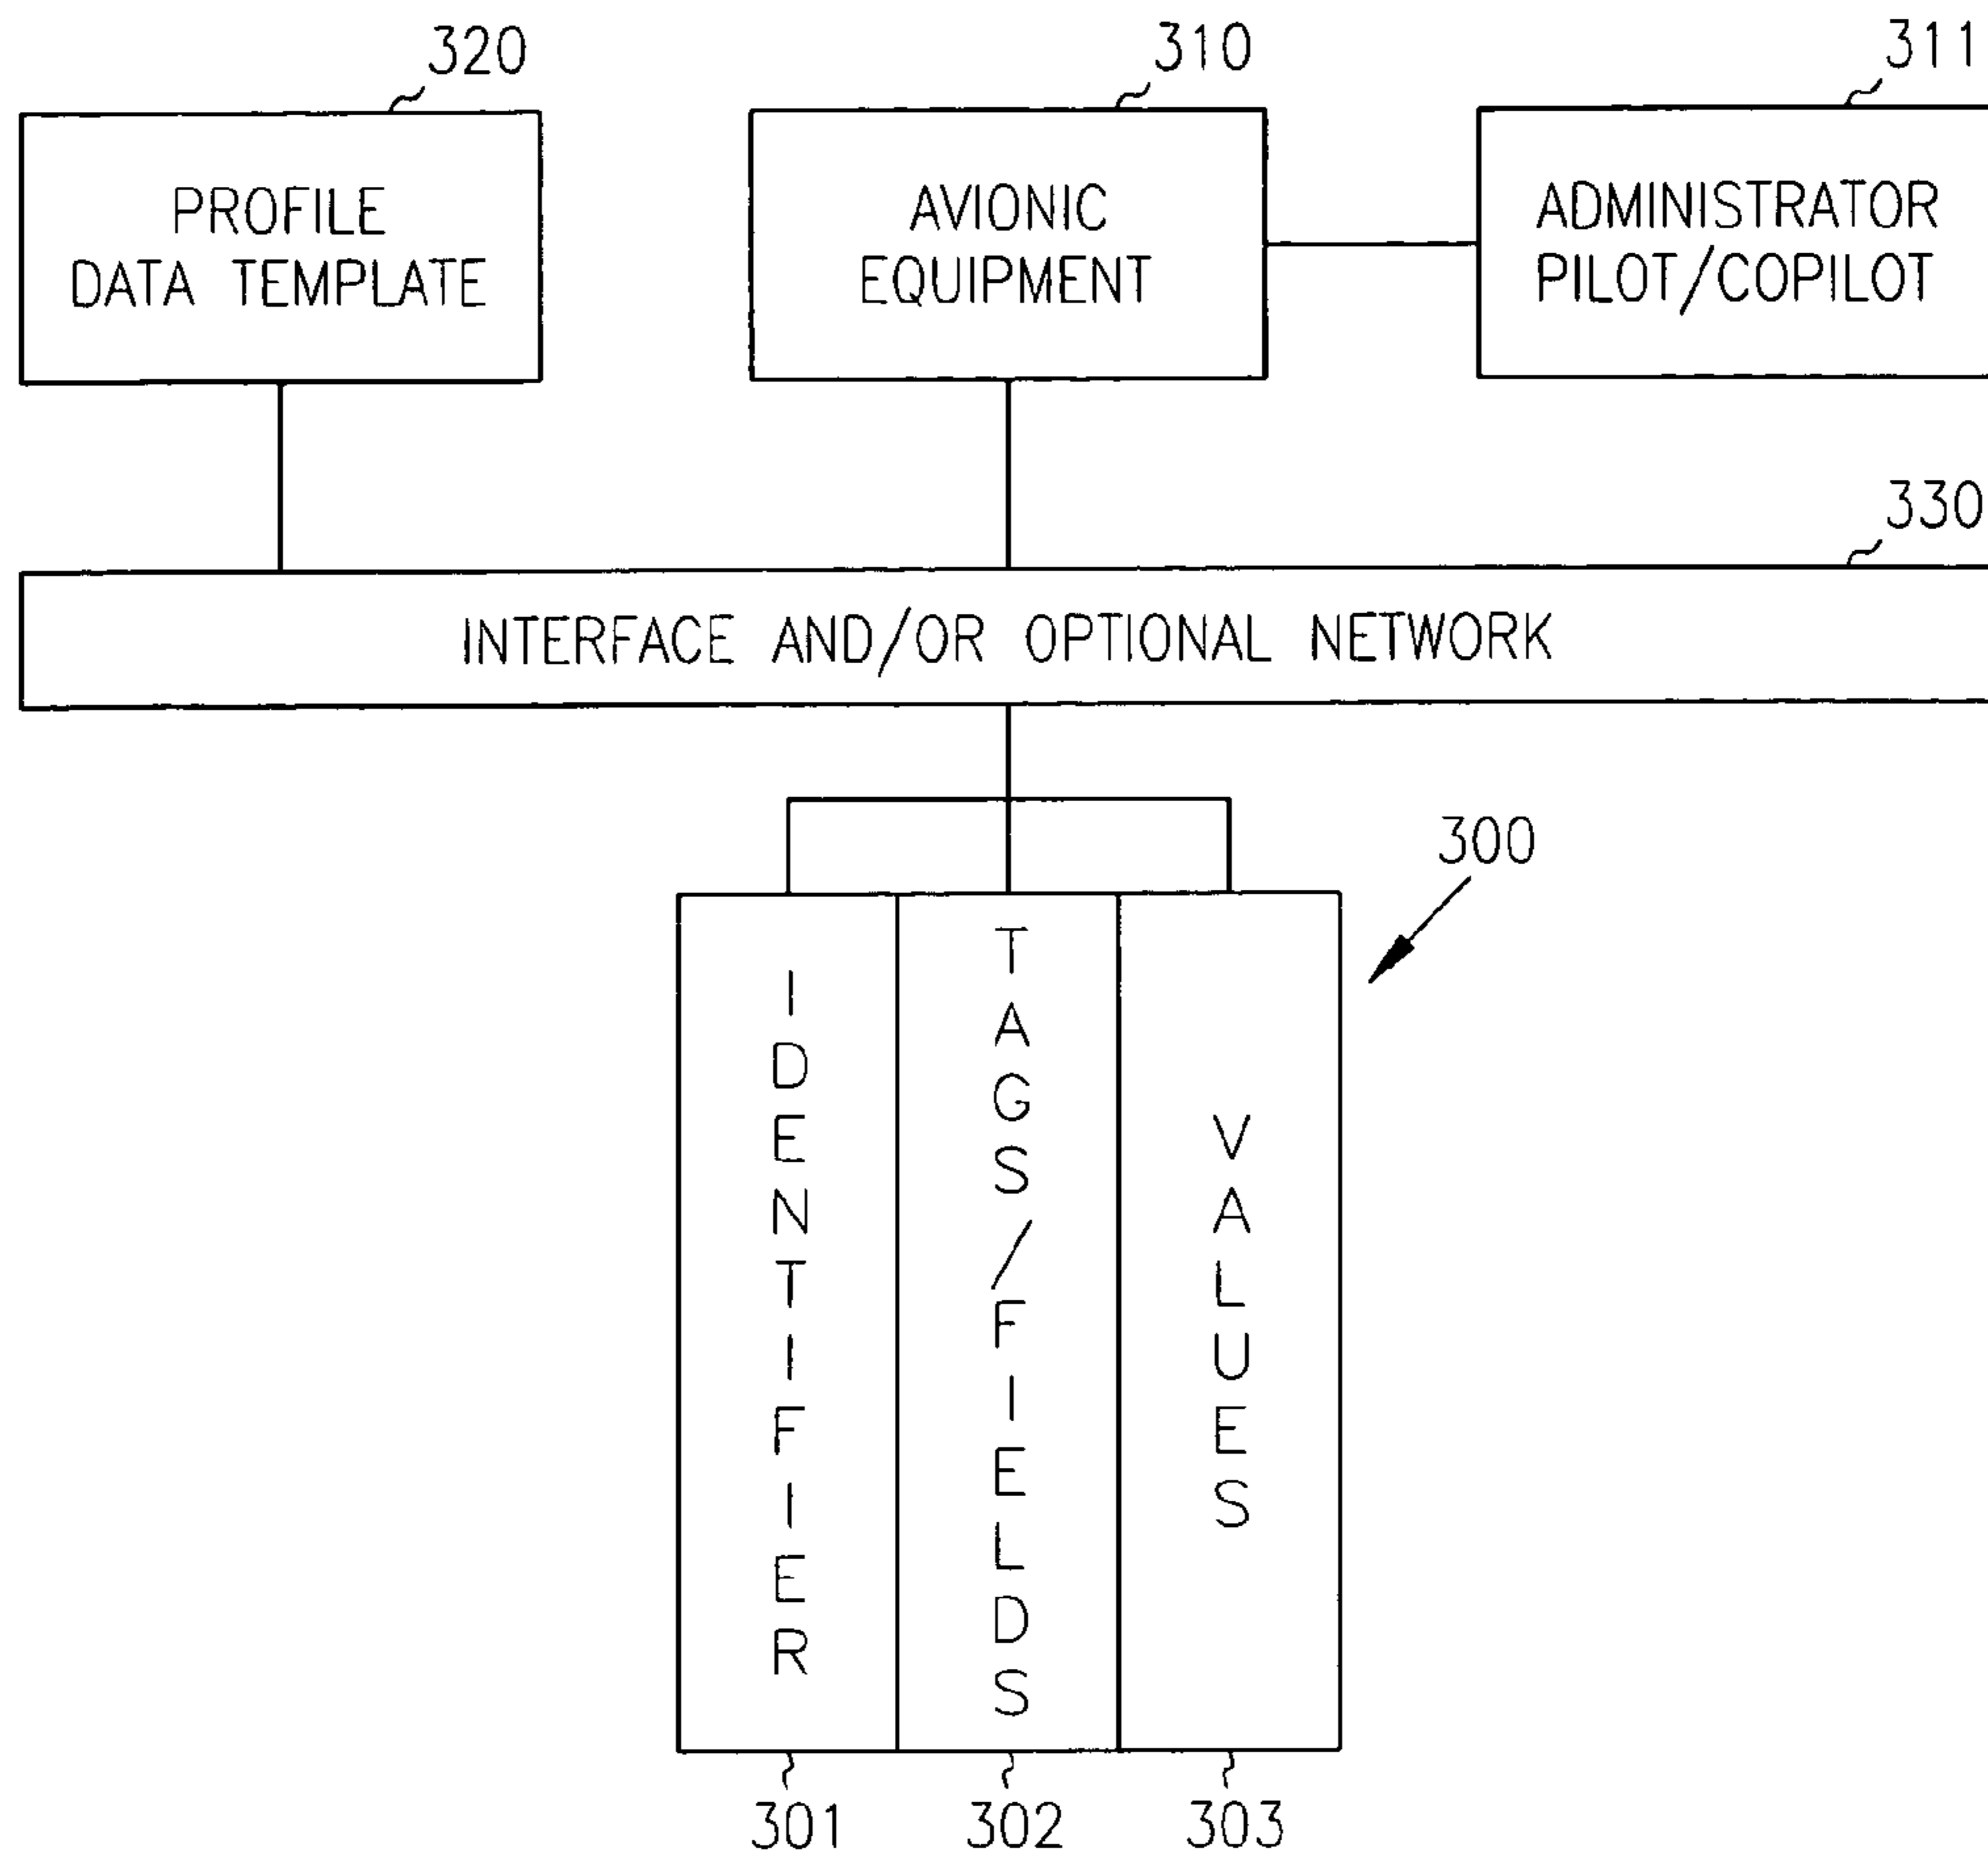 320
310
311
PROFILE
DATA TEMPLATE
AVIONIC
EQUIPMENT
ADMINISTRATOR
PILOT/COPILOT
330
INTERFACE AND/OR OPTIONAL NETWORK
300
IDENTIFIER
TAGS/FIELDS
VALUES
301
302
303